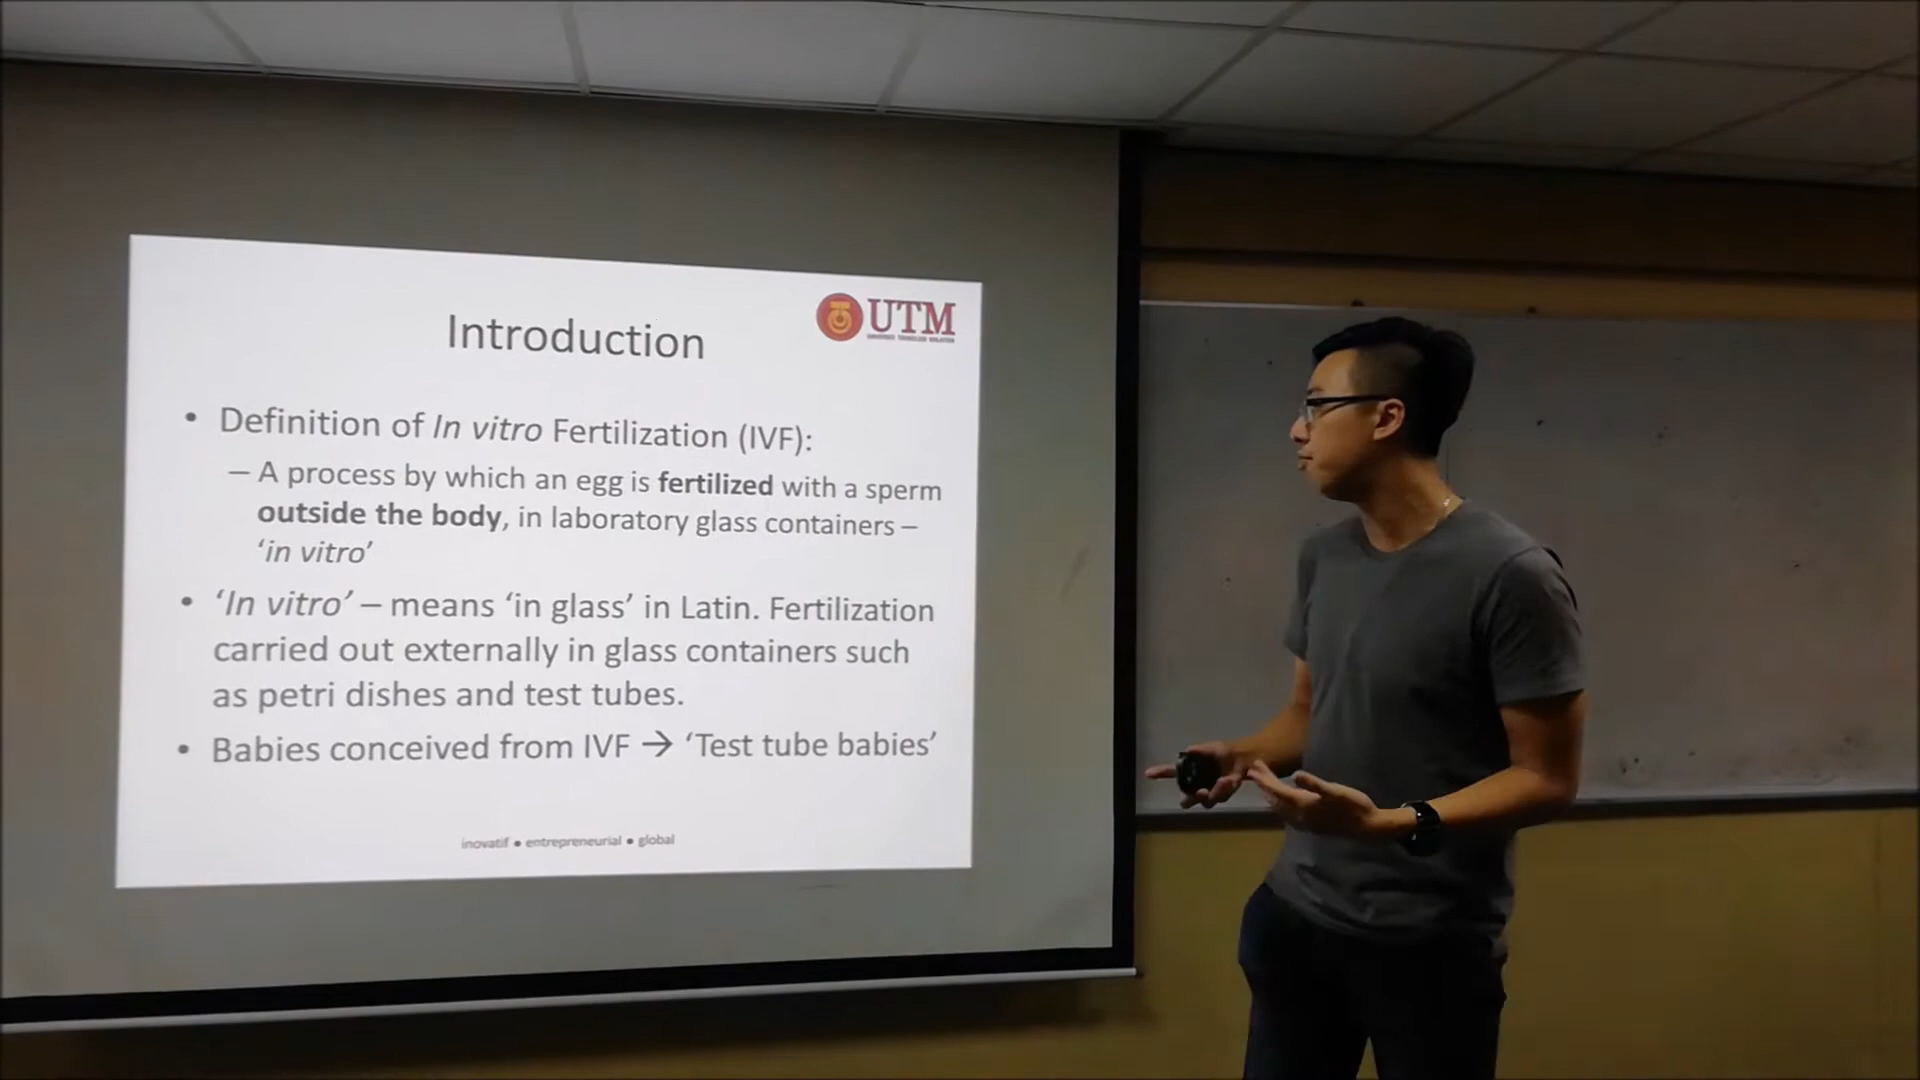 UTM
UNIVERSITI TEKNOLOGI MALAYSIA
Introduction
• Definition of In vitro Fertilization (IVF):
– A process by which an egg is fertilized with a sperm
outside the body, in laboratory glass containers –
‘in vitro’
• ‘In vitro’ – means ‘in glass’ in Latin. Fertilization
carried out externally in glass containers such
as petri dishes and test tubes.
• Babies conceived from IVF → ‘Test tube babies’
inovatif ● entrepreneurial ● global